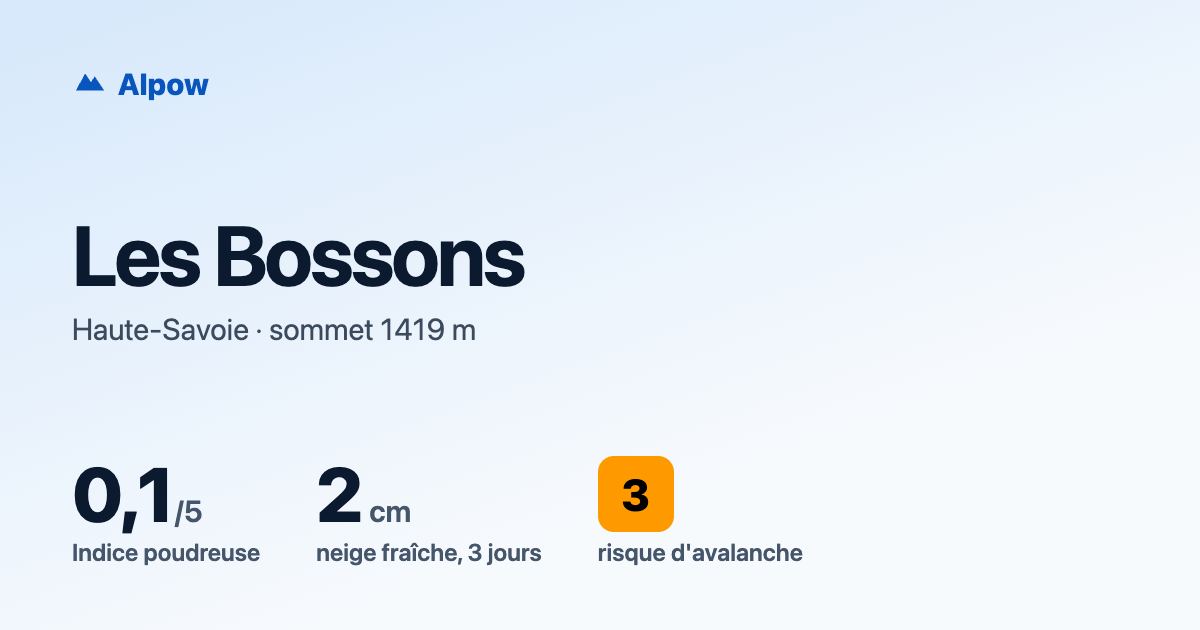 Alpow
Les Bossons
Haute-Savoie · sommet 1419 m
0,1/5
Indice poudreuse
2 cm
neige fraîche, 3 jours
3
risque d'avalanche